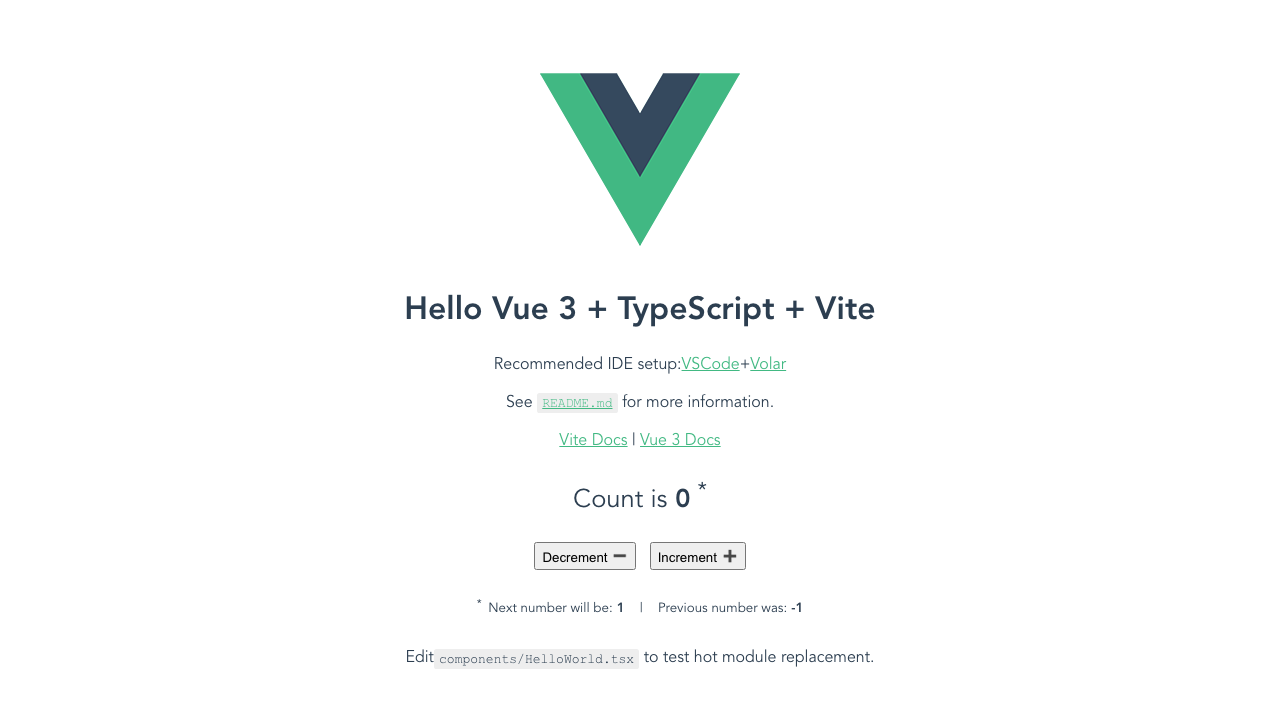 Hello Vue 3 + TypeScript + Vite
Recommended IDE setup:VSCode+Volar
See README.md for more information.
Vite Docs | Vue 3 Docs
Count is 0 *
Decrement ➖ Increment ➕
* Next number will be: 1 | Previous number was: -1
Editcomponents/HelloWorld.tsx to test hot module replacement.